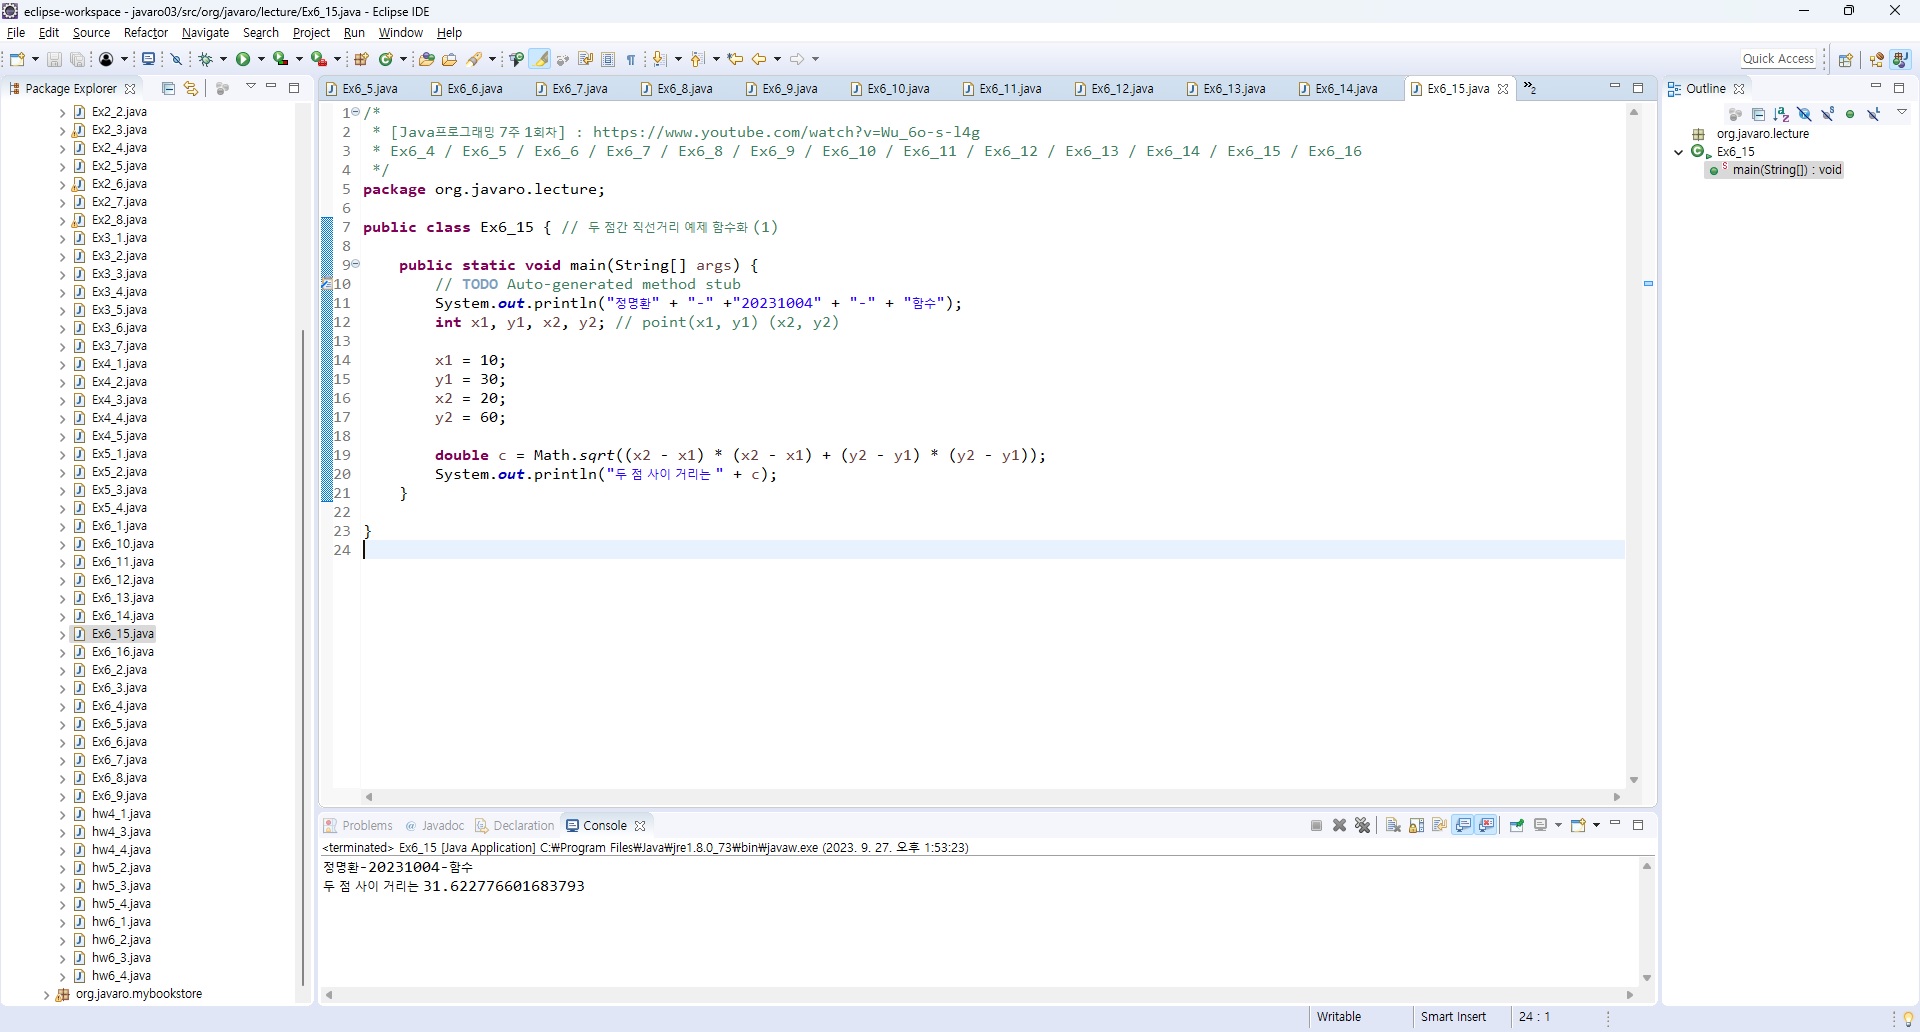 eclipse-workspace - javaro03/src/org/javaro/lecture/Ex6_15.java - Eclipse IDE
File Edit Source Refactor Navigate Search Project Run Window Help
Quick Access
Package Explorer
Ex2_2.java
Ex2_3.java
Ex2_4.java
Ex2_5.java
Ex2_6.java
Ex2_7.java
Ex2_8.java
Ex3_1.java
Ex3_2.java
Ex3_3.java
Ex3_4.java
Ex3_5.java
Ex3_6.java
Ex3_7.java
Ex4_1.java
Ex4_2.java
Ex4_3.java
Ex4_4.java
Ex4_5.java
Ex5_1.java
Ex5_2.java
Ex5_3.java
Ex5_4.java
Ex6_1.java
Ex6_10.java
Ex6_11.java
Ex6_12.java
Ex6_13.java
Ex6_14.java
Ex6_15.java
Ex6_16.java
Ex6_2.java
Ex6_3.java
Ex6_4.java
Ex6_5.java
Ex6_6.java
Ex6_7.java
Ex6_8.java
Ex6_9.java
hw4_1.java
hw4_3.java
hw4_4.java
hw5_2.java
hw5_3.java
hw5_4.java
hw6_1.java
hw6_2.java
hw6_3.java
hw6_4.java
org.javaro.mybookstore
Ex6_5.java Ex6_6.java Ex6_7.java Ex6_8.java Ex6_9.java Ex6_10.java Ex6_11.java Ex6_12.java Ex6_13.java Ex6_14.java Ex6_15.java »2
1 /*
2 * [Java프로그래밍 7주 1회차] : https://www.youtube.com/watch?v=Wu_6o-s-l4g
3 * Ex6_4 / Ex6_5 / Ex6_6 / Ex6_7 / Ex6_8 / Ex6_9 / Ex6_10 / Ex6_11 / Ex6_12 / Ex6_13 / Ex6_14 / Ex6_15 / Ex6_16
4 */
5 package org.javaro.lecture;
6
7 public class Ex6_15 { // 두 점간 직선거리 예제 함수화 (1)
8
9 public static void main(String[] args) {
10 // TODO Auto-generated method stub
11 System.out.println("정명환" + "-" +"20231004" + "-" + "함수");
12 int x1, y1, x2, y2; // point(x1, y1) (x2, y2)
13
14 x1 = 10;
15 y1 = 30;
16 x2 = 20;
17 y2 = 60;
18
19 double c = Math.sqrt((x2 - x1) * (x2 - x1) + (y2 - y1) * (y2 - y1));
20 System.out.println("두 점 사이 거리는 " + c);
21 }
22
23 }
24
Problems Javadoc Declaration Console
<terminated> Ex6_15 [Java Application] C:₩Program Files₩Java₩jre1.8.0_73₩bin₩javaw.exe (2023. 9. 27. 오후 1:53:23)
정명환-20231004-함수
두 점 사이 거리는 31.622776601683793
Outline
org.javaro.lecture
Ex6_15
main(String[]) : void
Writable Smart Insert 24 : 1